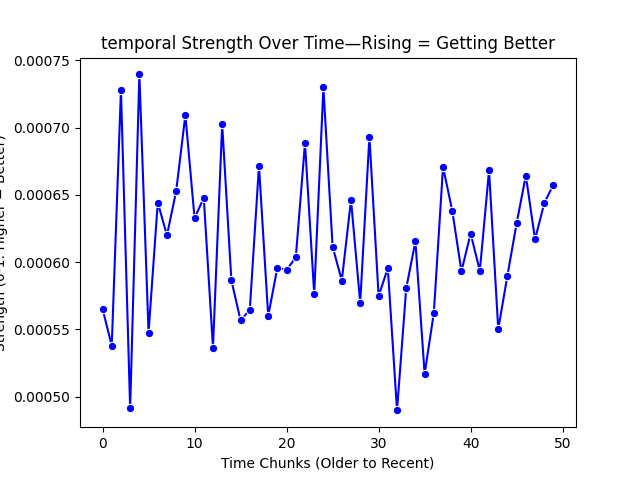 temporal Strength Over Time—Rising = Getting Better
Strength (0-1: Higher = Better)
0.00075
0.00070
0.00065
0.00060
0.00055
0.00050
0 10 20 30 40 50
Time Chunks (Older to Recent)